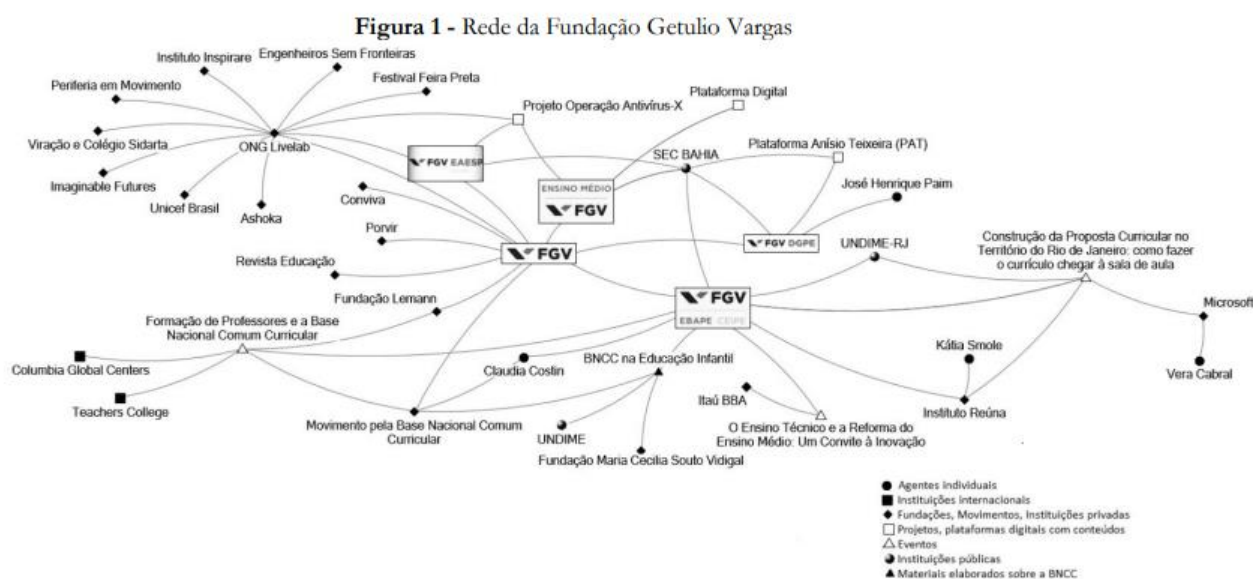 Figura 1 - Rede da Fundação Getulio Vargas
Engenheiros Sem Fronteiras
Instituto Inspirare
Festival Feira Preta
Periferia em Movimento
Projeto Operação Antivírus-X
Plataforma Digital
Viração e Colégio Sidarta
ONG Livelab
FGV EAESP
SEC BAHIA
Plataforma Anísio Teixeira (PAT)
Imaginable Futures
Unicef Brasil
Ashoka
Conviva
ENSINO MÉDIO
FGV
José Henrique Paim
Porvir
FGV
FGV DGPE
UNDIME-RJ
Construção da Proposta Curricular no
Território do Rio de Janeiro: como fazer
o currículo chegar à sala de aula
Revista Educação
Fundação Lemann
FGV
EBAPE CEIPE
Microsoft
Formação de Professores e a Base
Nacional Comum Curricular
Columbia Global Centers
Claudia Costin
BNCC na Educação Infantil
Kátia Smole
Vera Cabral
Teachers College
Itaú BBA
Instituto Reúna
Movimento pela Base Nacional Comum
Curricular
UNDIME
O Ensino Técnico e a Reforma do
Ensino Médio: Um Convite à Inovação
Fundação Maria Cecilia Souto Vidigal
Agentes individuais
Instituições internacionais
Fundações, Movimentos, Instituições privadas
Projetos, plataformas digitais com conteúdos
Eventos
Instituições públicas
Materiais elaborados sobre a BNCC